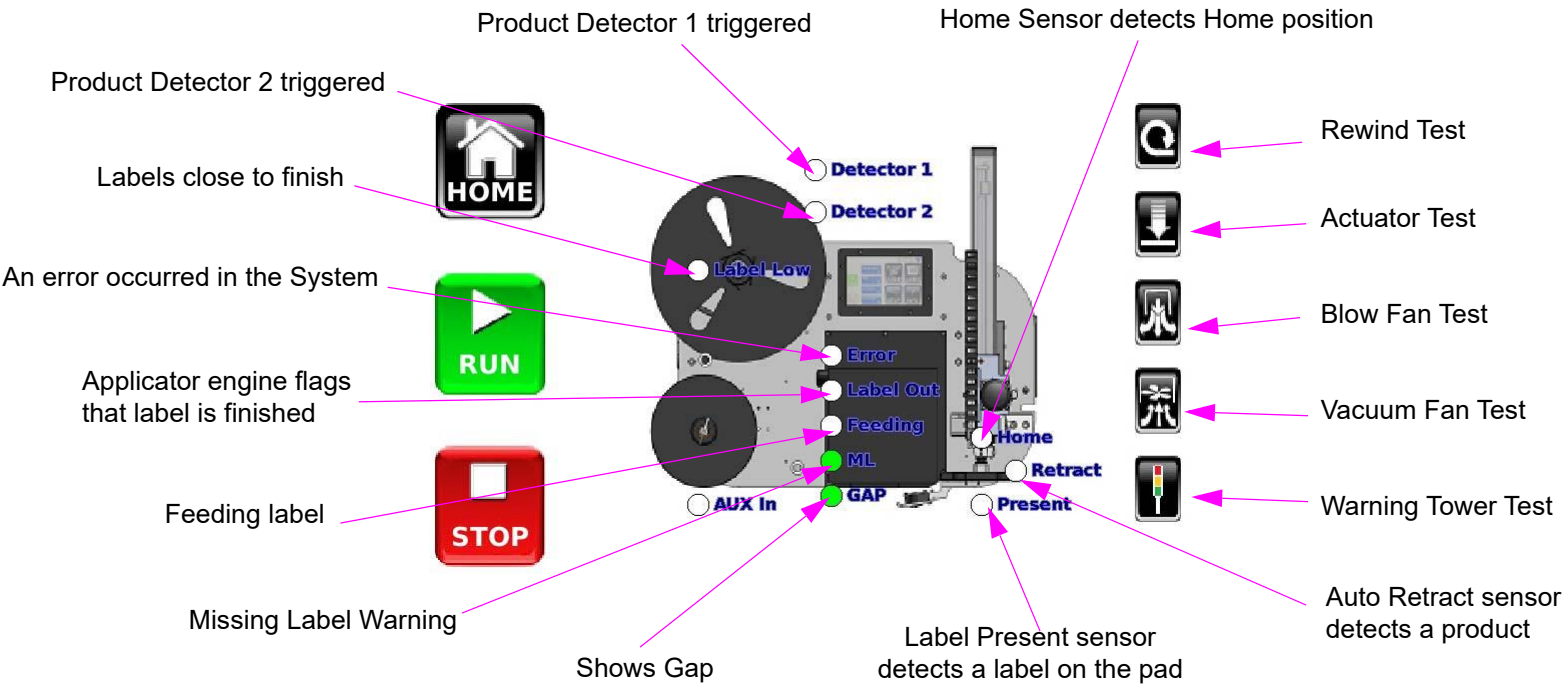 Product Detector 1 triggered
Home Sensor detects Home position
Product Detector 2 triggered
Labels close to finish
An error occurred in the System
Applicator engine flags
that label is finished
Feeding label
Missing Label Warning
Shows Gap
HOME
RUN
STOP
Detector 1
Detector 2
Label Low
Error
Label Out
Feeding
ML
GAP
AUX In
Home
Retract
Present
Rewind Test
Actuator Test
Blow Fan Test
Vacuum Fan Test
Warning Tower Test
Auto Retract sensor
detects a product
Label Present sensor
detects a label on the pad